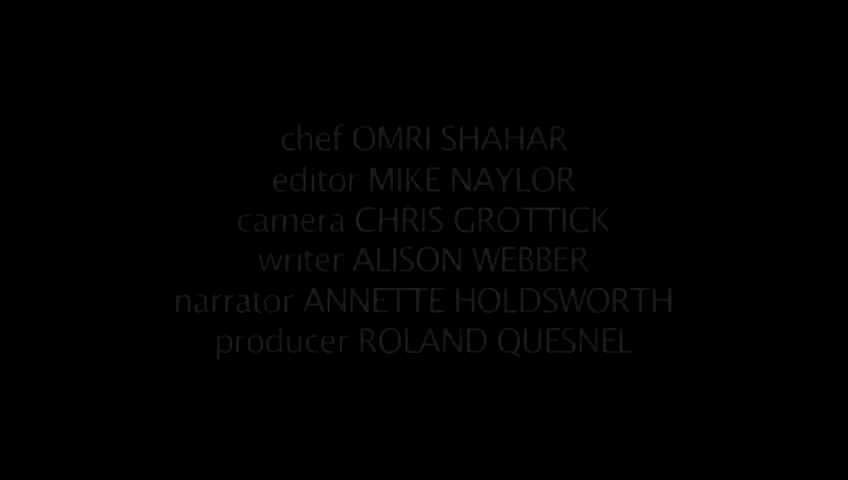 chef OMRI SHAHAR
editor MIKE NAYLOR
camera CHRIS GROTTICK
writer ALISON WEBBER
narrator ANNETTE HOLDSWORTH
producer ROLAND QUESNEL